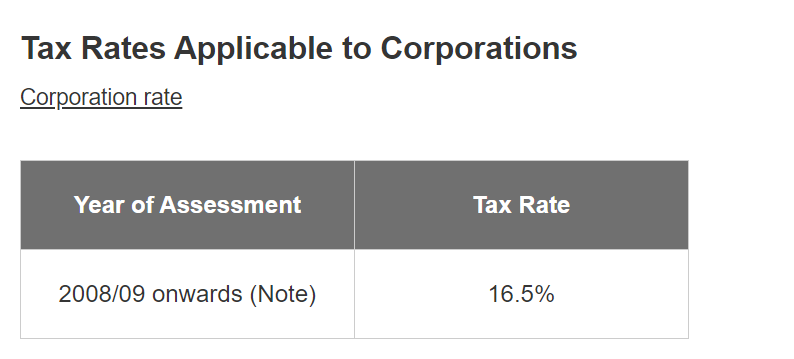 Tax Rates Applicable to Corporations
Corporation rate
Year of Assessment
Tax Rate
2008/09 onwards (Note)
16.5%